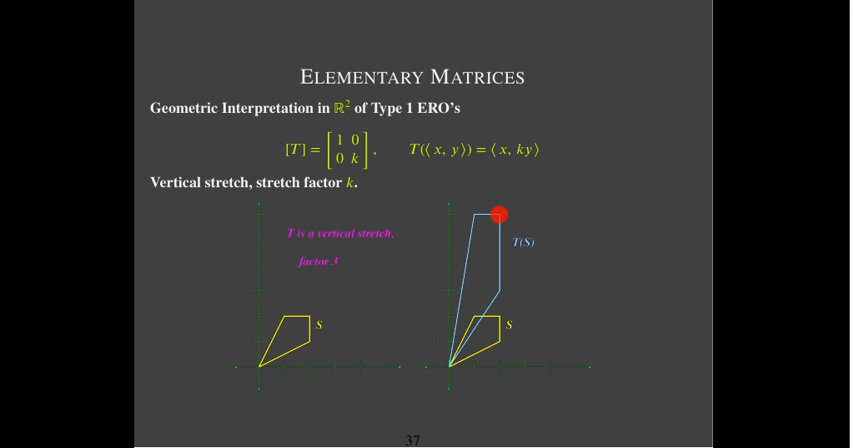 ELEMENTARY MATRICES
Geometric Interpretation in ℝ² of Type 1 ERO's
[T] = [ 1 0 ; 0 k ] ,   T(⟨ x, y ⟩) = ⟨ x, ky ⟩
Vertical stretch, stretch factor k.
T is a vertical stretch,
factor 3
T(S)
S
S
37